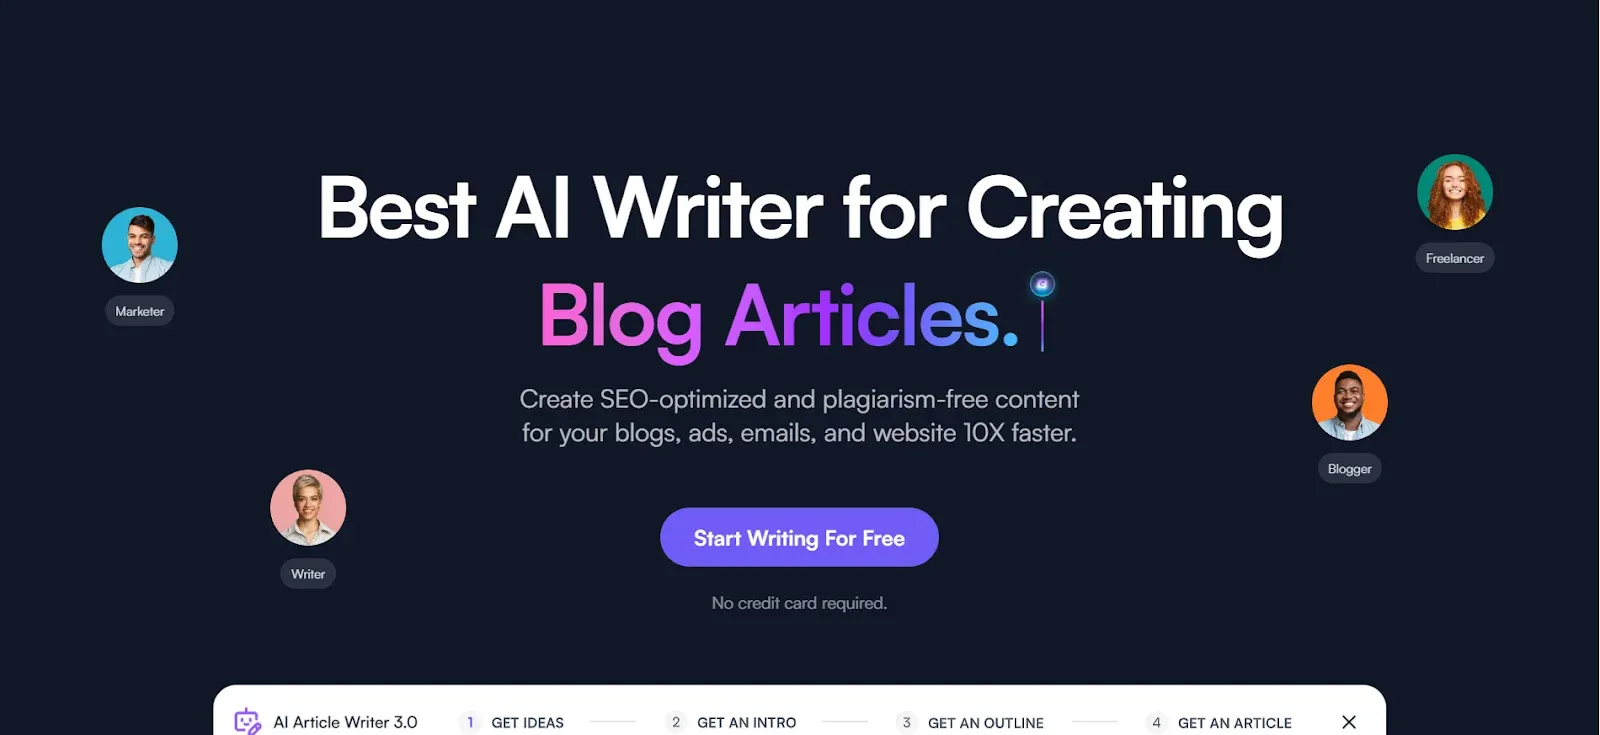 Best AI Writer for Creating
Blog Articles.
Create SEO-optimized and plagiarism-free content
for your blogs, ads, emails, and website 10X faster.
Start Writing For Free
No credit card required.
Marketer
Writer
Freelancer
Blogger
AI Article Writer 3.0 1 GET IDEAS 2 GET AN INTRO 3 GET AN OUTLINE 4 GET AN ARTICLE